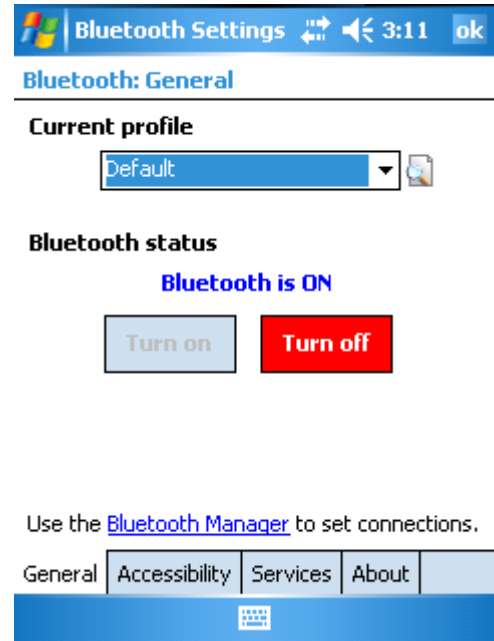 Bluetooth Settings 3:11 ok
Bluetooth: General
Current profile
Default
Bluetooth status
Bluetooth is ON
Turn on Turn off
Use the Bluetooth Manager to set connections.
General Accessibility Services About